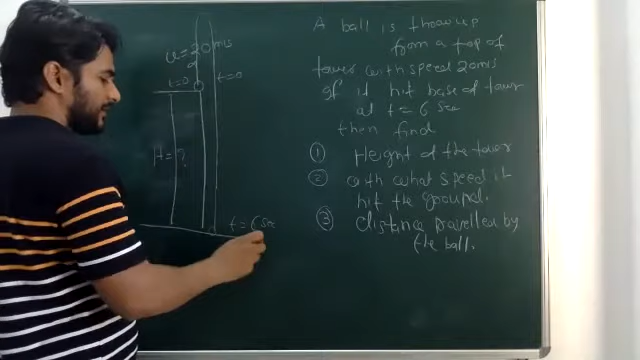 u = 20 m/s
t=0
t=0
H = ?
t = 6 sec
A ball is thrown up
from a top of
tower with speed 20 m/s
if it hit base of tower
at t = 6 sec
then find
① Height of the tower
② with what speed it
hit the ground.
③ distance travelled by
the ball.